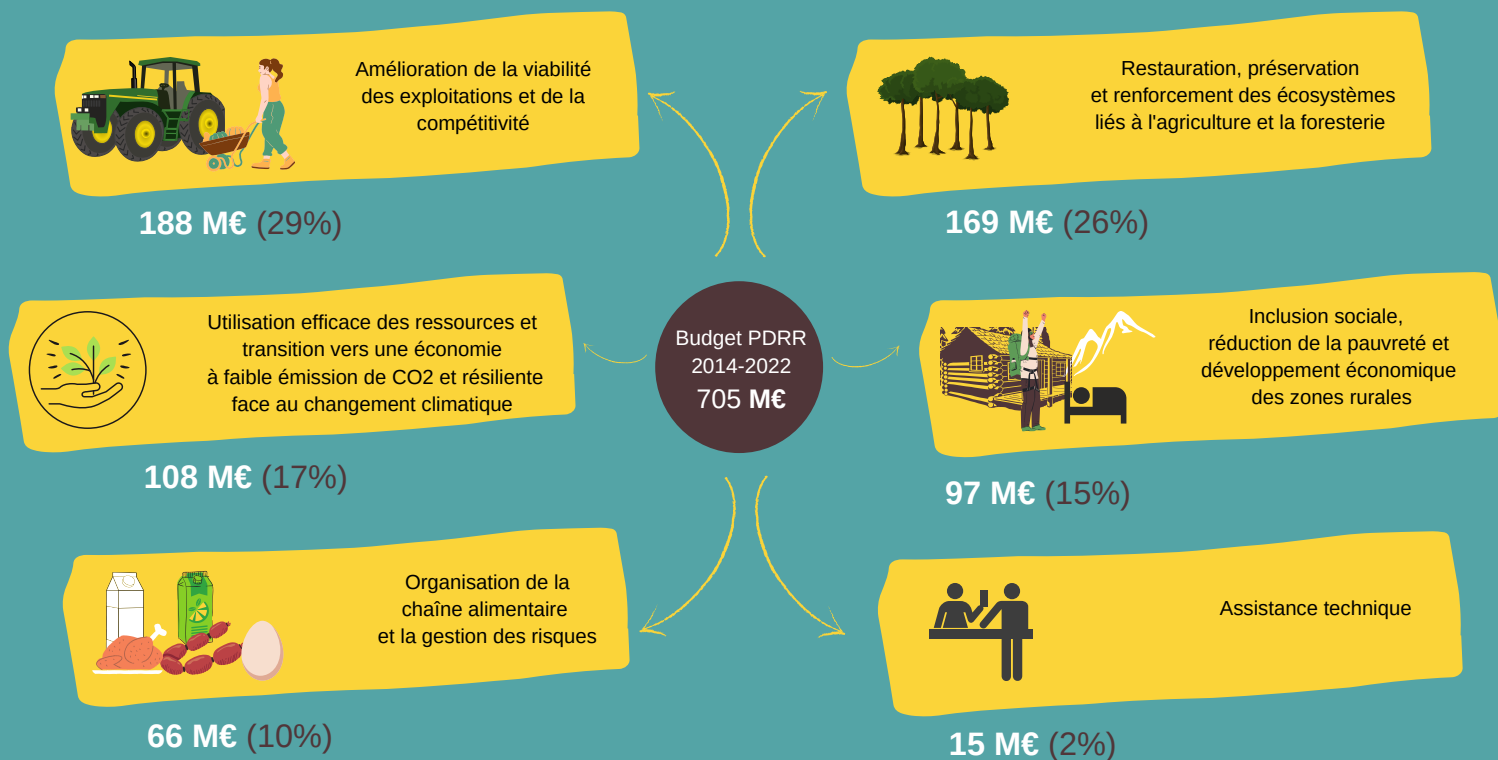 Amélioration de la viabilité
des exploitations et de la
compétitivité
188 M€ (29%)
Restauration, préservation
et renforcement des écosystèmes
liés à l'agriculture et la foresterie
169 M€ (26%)
Utilisation efficace des ressources et
transition vers une économie
à faible émission de CO2 et résiliente
face au changement climatique
108 M€ (17%)
Budget PDRR
2014-2022
705 M€
Inclusion sociale,
réduction de la pauvreté et
développement économique
des zones rurales
97 M€ (15%)
Organisation de la
chaîne alimentaire
et la gestion des risques
66 M€ (10%)
Assistance technique
15 M€ (2%)